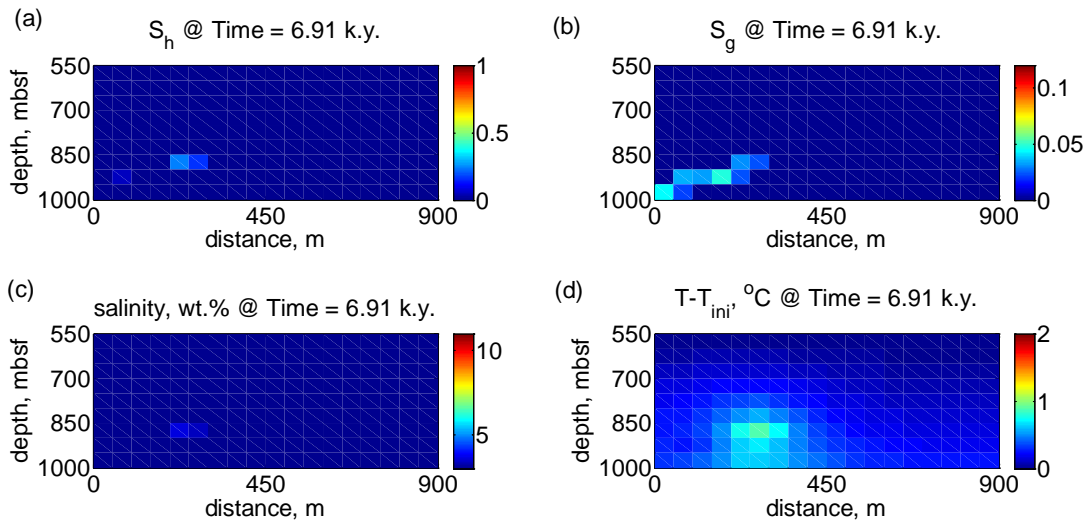 (a)
S_h @ Time = 6.91 k.y.
550
700
850
1000
depth, mbsf
0 450 900
distance, m
1
0.5
0
(b)
S_g @ Time = 6.91 k.y.
550
700
850
1000
0 450 900
distance, m
0.1
0.05
0
(c)
salinity, wt.% @ Time = 6.91 k.y.
550
700
850
1000
depth, mbsf
0 450 900
distance, m
10
5
(d)
T-T_ini, °C @ Time = 6.91 k.y.
550
700
850
1000
depth, mbsf
0 450 900
distance, m
2
1
0